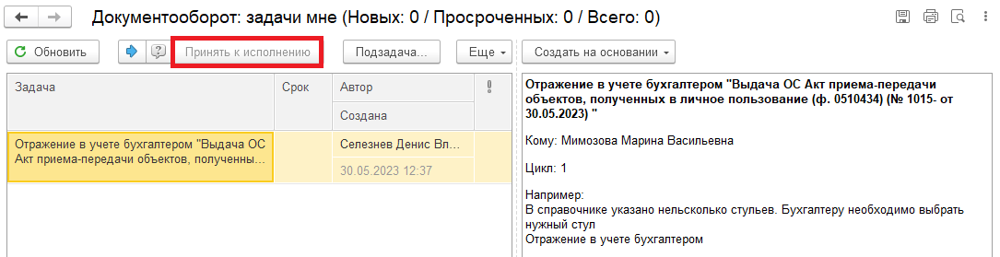 Документооборот: задачи мне (Новых: 0 / Просроченных: 0 / Всего: 0)
Обновить
Принять к исполнению
Подзадача...
Еще
Создать на основании
Задача
Срок
Автор
Создана
Отражение в учете бухгалтером "Выдача ОС
Акт приема-передачи объектов, полученны...
Селезнев Денис Вл...
30.05.2023 12:37
Отражение в учете бухгалтером "Выдача ОС Акт приема-передачи
объектов, полученных в личное пользование (ф. 0510434) (№ 1015- от
30.05.2023) "
Кому: Мимозова Марина Васильевна
Цикл: 1
Например:
В справочнике указано нельсколько стульев. Бухгалтеру необходимо выбрать
нужный стул
Отражение в учете бухгалтером